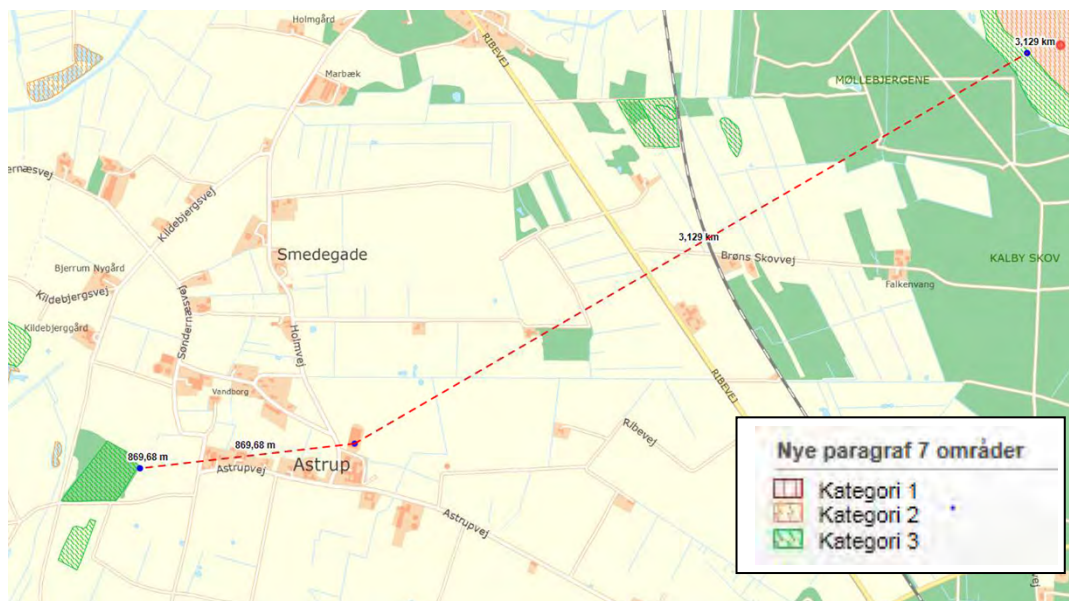 Holmgård
RIBEVEJ
3,129 km
Marbæk
MØLLEBJERGENE
ernæsvej
Kildebjergsvej
3,129 km
Smedegade
Brøns Skovvej
KALBY SKOV
Bjerrum Nygård
Falkenvang
Kildebjergsvej
Søndernæsvej
Kildebjerggård
Holmvej
Vandborg
RIBEVEJ
Ribevej
869,68 m
869,68 m
Astrupvej
Astrup
Astrupvej
Nye paragraf 7 områder
Kategori 1
Kategori 2
Kategori 3